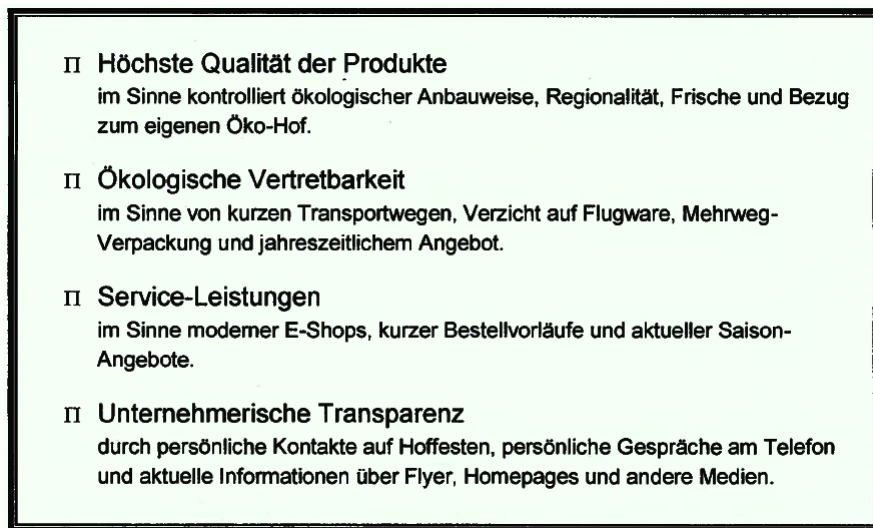 π Höchste Qualität der Produkte
im Sinne kontrolliert ökologischer Anbauweise, Regionalität, Frische und Bezug
zum eigenen Öko-Hof.
π Ökologische Vertretbarkeit
im Sinne von kurzen Transportwegen, Verzicht auf Flugware, Mehrweg-
Verpackung und jahreszeitlichem Angebot.
π Service-Leistungen
im Sinne moderner E-Shops, kurzer Bestellvorläufe und aktueller Saison-
Angebote.
π Unternehmerische Transparenz
durch persönliche Kontakte auf Hoffesten, persönliche Gespräche am Telefon
und aktuelle Informationen über Flyer, Homepages und andere Medien.